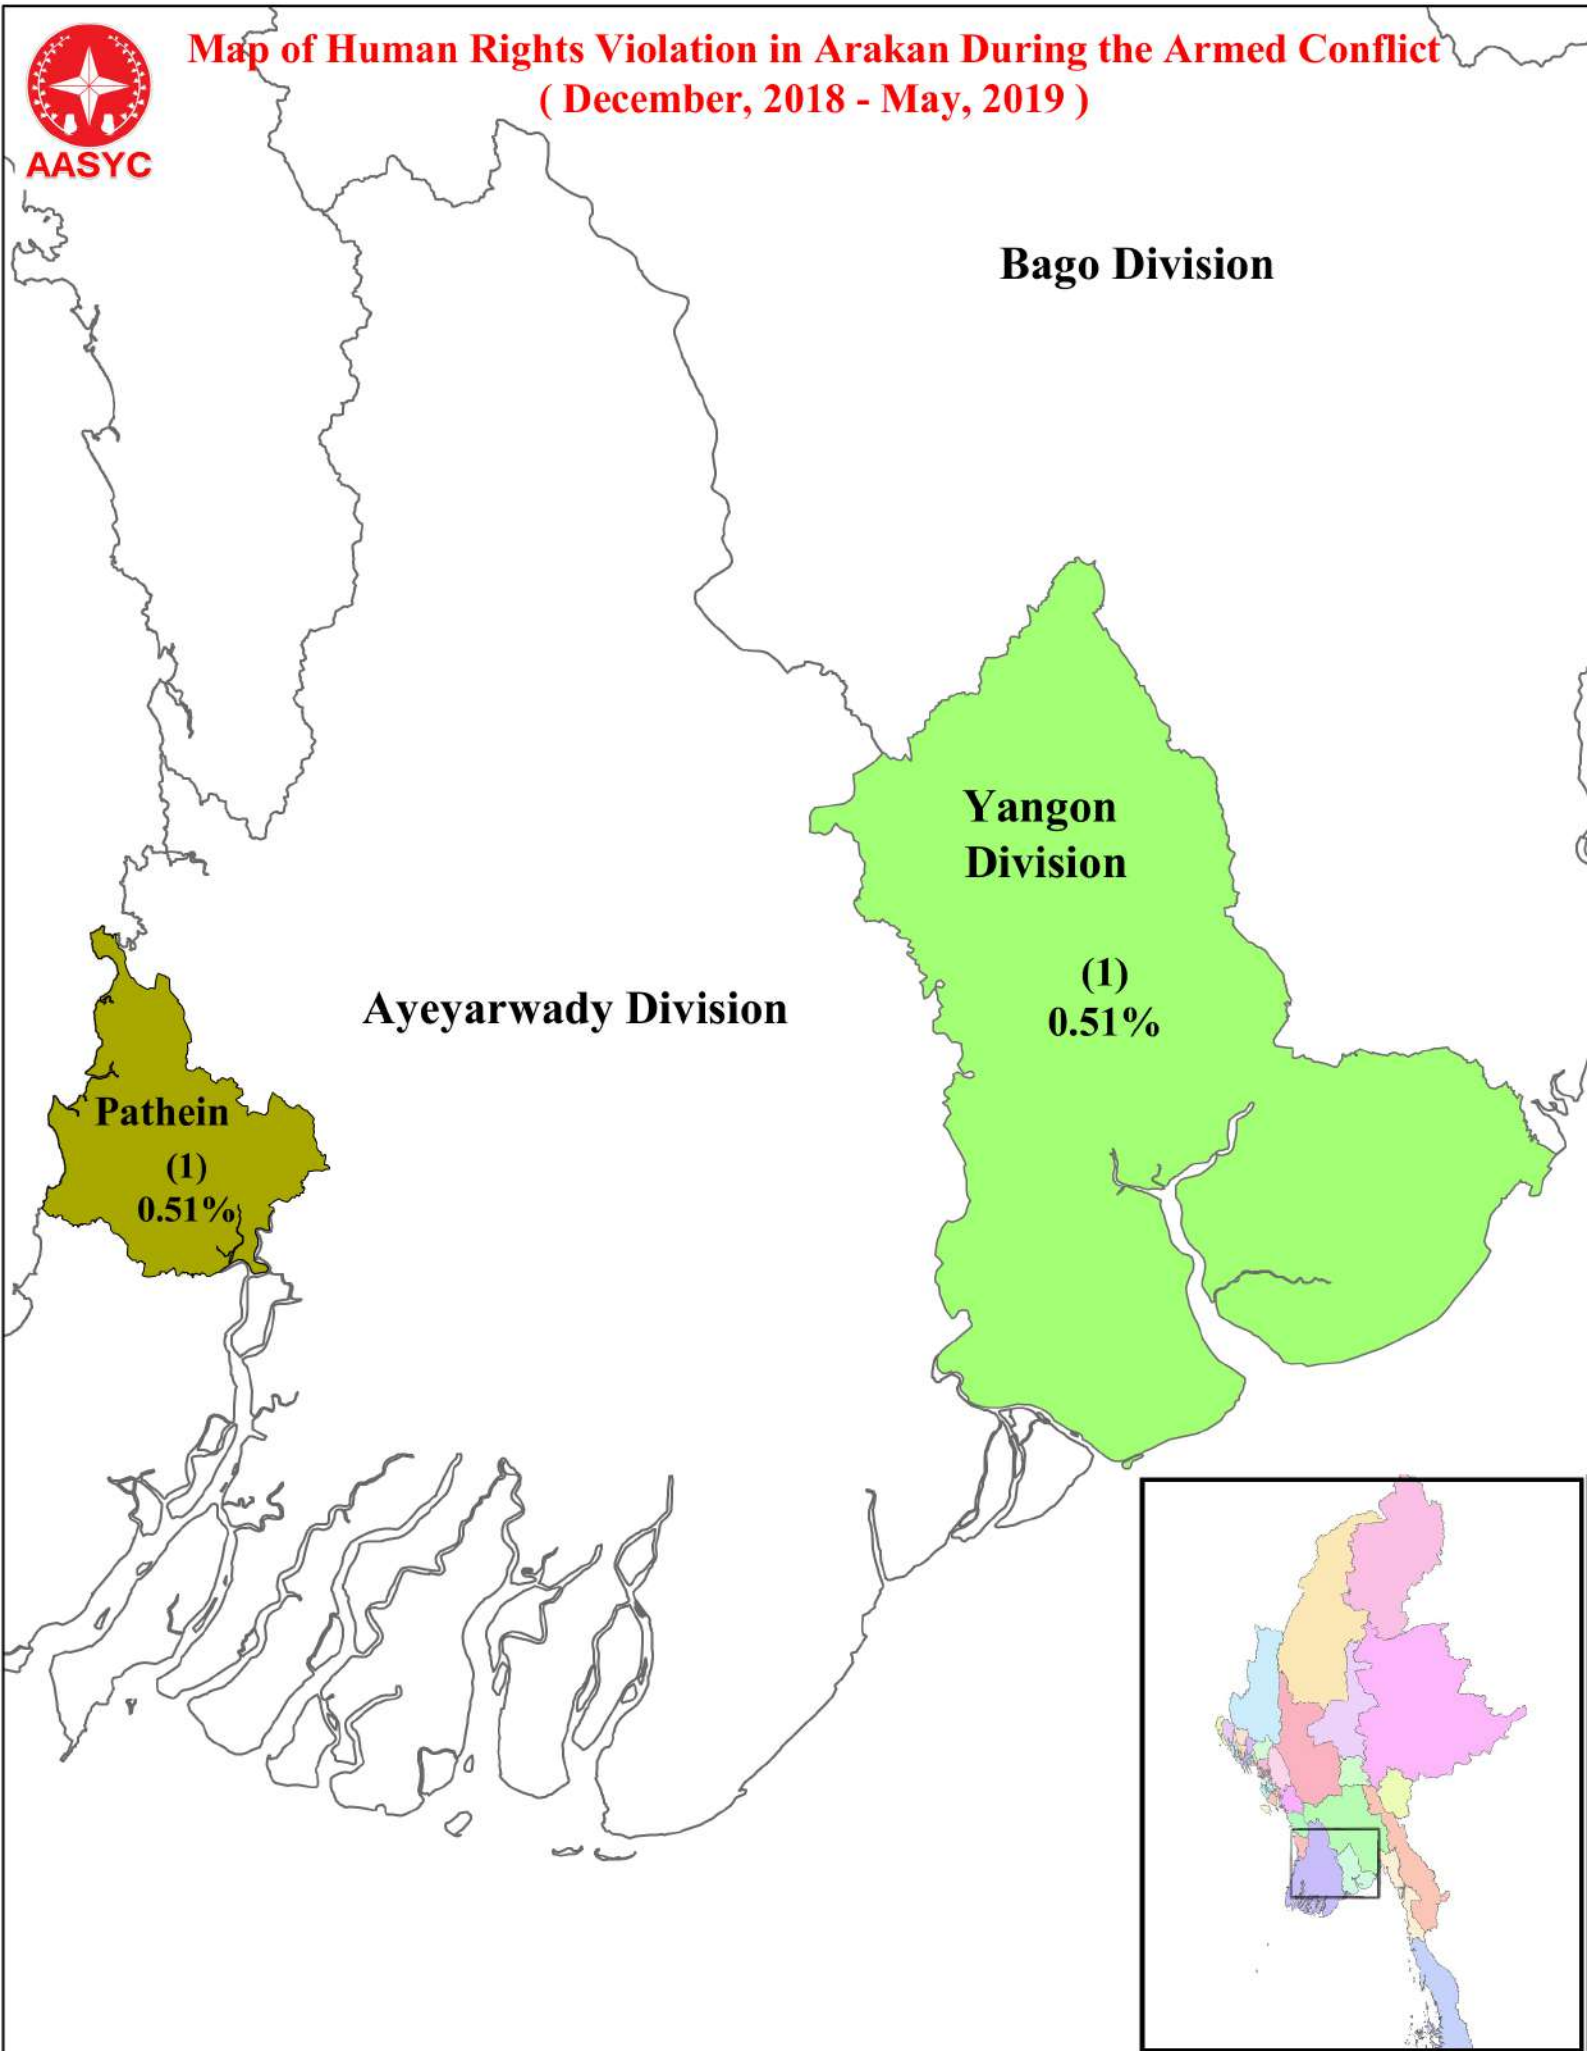 Map of Human Rights Violation in Arakan During the Armed Conflict
( December, 2018 - May, 2019 )
AASYC
Bago Division
Yangon
Division
(1)
0.51%
Ayeyarwady Division
Pathein
(1)
0.51%